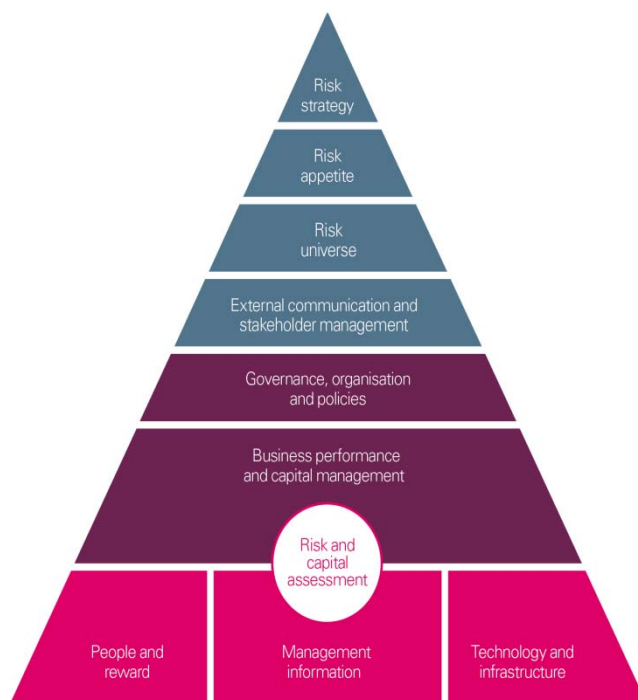 Risk
strategy
Risk
appetite
Risk
universe
External communication and
stakeholder management
Governance, organisation
and policies
Business performance
and capital management
Risk and
capital
assessment
People and
reward
Management
information
Technology and
infrastructure